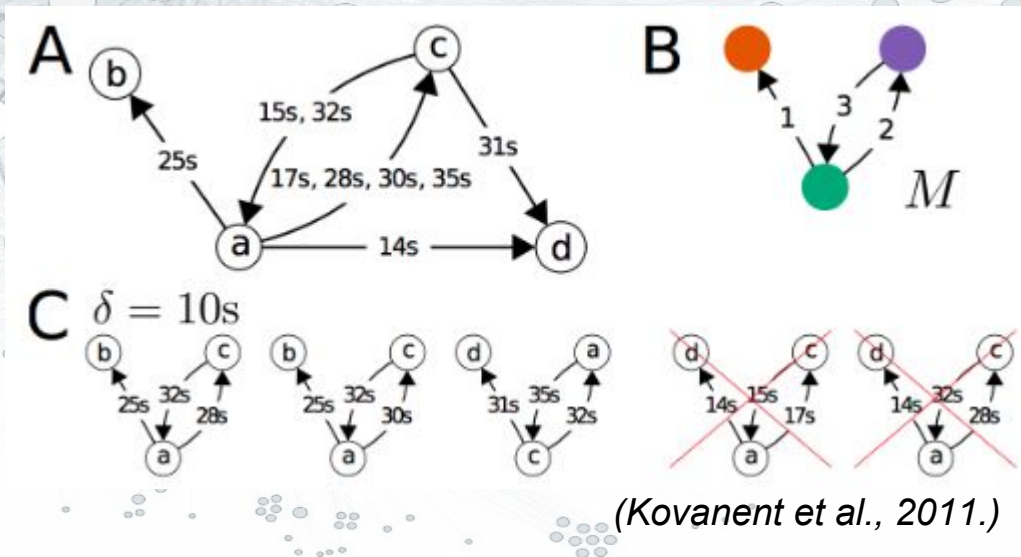 A
b
c
15s, 32s
25s
31s
17s, 28s, 30s, 35s
a
14s
d
B
1
3
2
M
C δ = 10s
b c
32s
25s 28s
a
b c
32s
25s 30s
a
d a
35s
31s 32s
c
d c
15s
14s 17s
a
d c
32s
14s 28s
a
(Kovanent et al., 2011.)